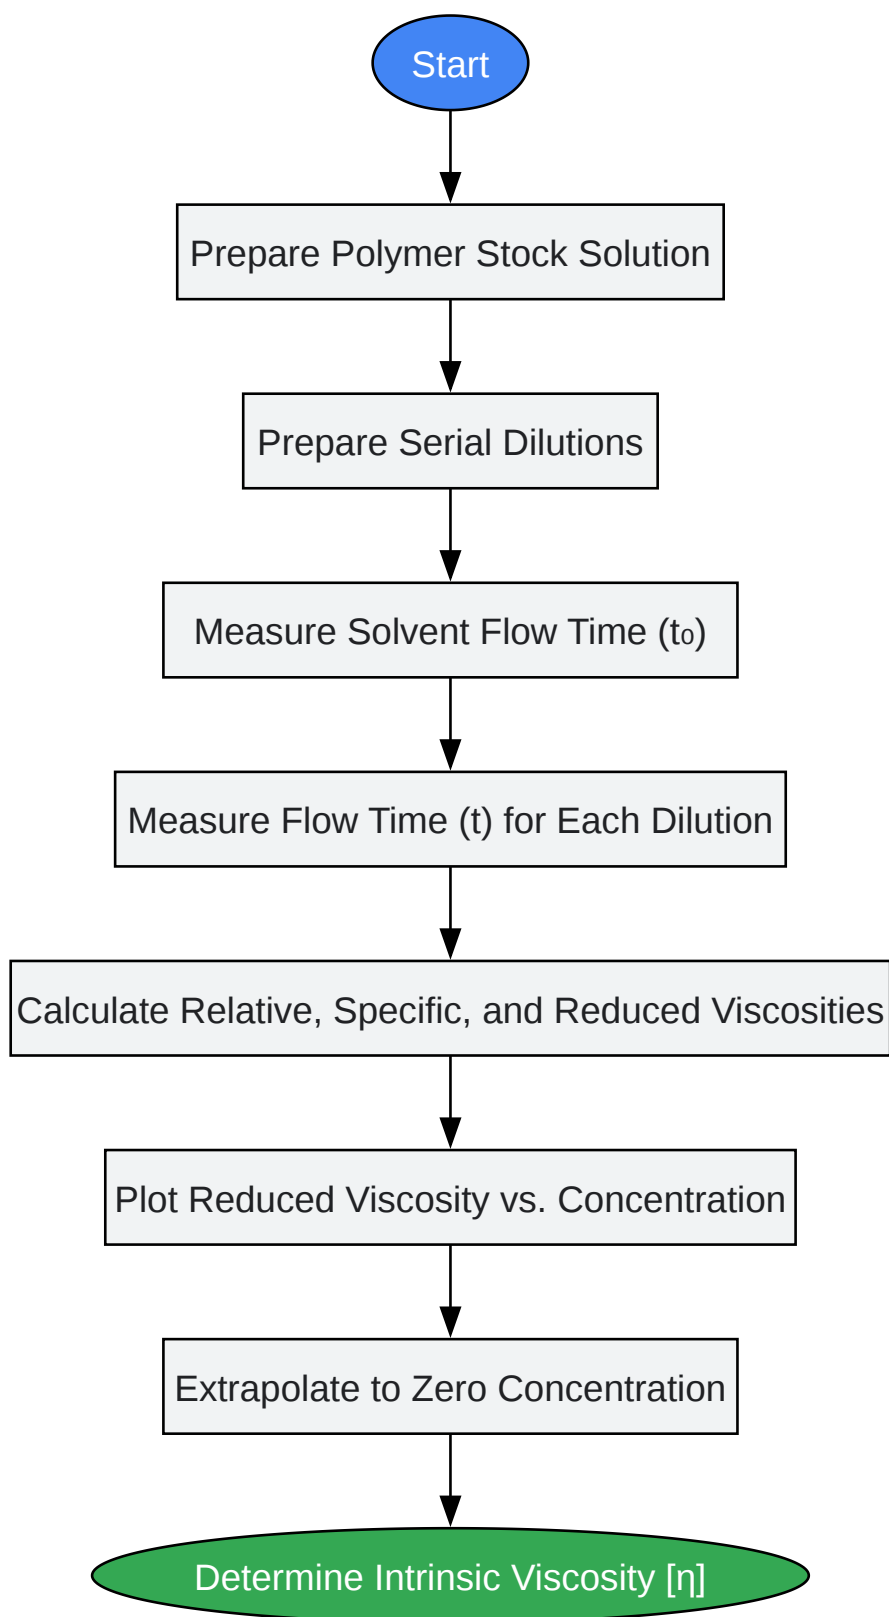 Start
Prepare Polymer Stock Solution
Prepare Serial Dilutions
Measure Solvent Flow Time (t₀)
Measure Flow Time (t) for Each Dilution
Calculate Relative, Specific, and Reduced Viscosities
Plot Reduced Viscosity vs. Concentration
Extrapolate to Zero Concentration
Determine Intrinsic Viscosity [η]